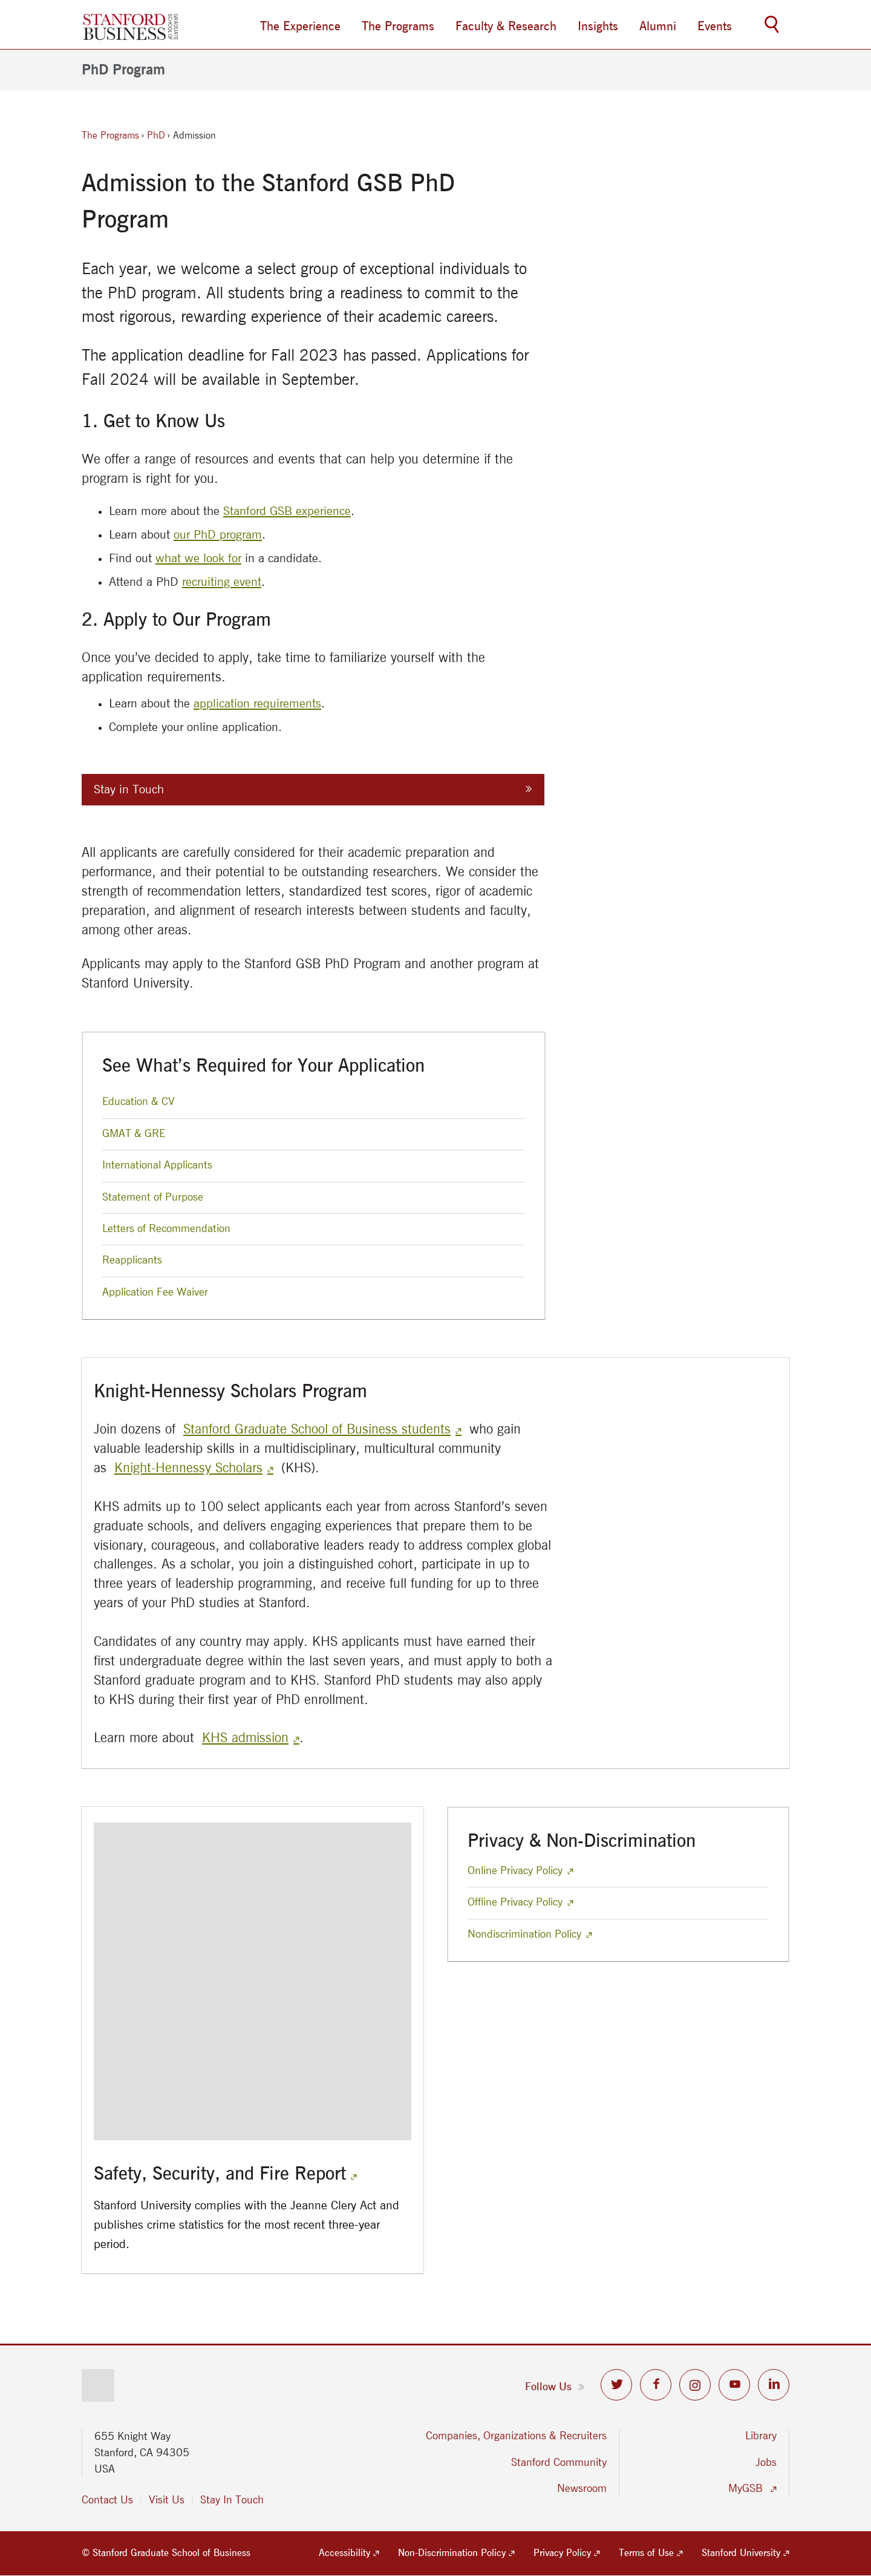 STANFORD
BUSINESS
GRADUATE
SCHOOL OF
The Experience
The Programs
Faculty & Research
Insights
Alumni
Events
PhD Program
The Programs › PhD › Admission
Admission to the Stanford GSB PhD
Program
Each year, we welcome a select group of exceptional individuals to
the PhD program. All students bring a readiness to commit to the
most rigorous, rewarding experience of their academic careers.
The application deadline for Fall 2023 has passed. Applications for
Fall 2024 will be available in September.
1. Get to Know Us
We offer a range of resources and events that can help you determine if the
program is right for you.
• Learn more about the Stanford GSB experience.
• Learn about our PhD program.
• Find out what we look for in a candidate.
• Attend a PhD recruiting event.
2. Apply to Our Program
Once you've decided to apply, take time to familiarize yourself with the
application requirements.
• Learn about the application requirements.
• Complete your online application.
Stay in Touch »
All applicants are carefully considered for their academic preparation and
performance, and their potential to be outstanding researchers. We consider the
strength of recommendation letters, standardized test scores, rigor of academic
preparation, and alignment of research interests between students and faculty,
among other areas.
Applicants may apply to the Stanford GSB PhD Program and another program at
Stanford University.
See What's Required for Your Application
Education & CV
GMAT & GRE
International Applicants
Statement of Purpose
Letters of Recommendation
Reapplicants
Application Fee Waiver
Knight-Hennessy Scholars Program
Join dozens of Stanford Graduate School of Business students who gain
valuable leadership skills in a multidisciplinary, multicultural community
as Knight-Hennessy Scholars (KHS).
KHS admits up to 100 select applicants each year from across Stanford's seven
graduate schools, and delivers engaging experiences that prepare them to be
visionary, courageous, and collaborative leaders ready to address complex global
challenges. As a scholar, you join a distinguished cohort, participate in up to
three years of leadership programming, and receive full funding for up to three
years of your PhD studies at Stanford.
Candidates of any country may apply. KHS applicants must have earned their
first undergraduate degree within the last seven years, and must apply to both a
Stanford graduate program and to KHS. Stanford PhD students may also apply
to KHS during their first year of PhD enrollment.
Learn more about KHS admission.
Privacy & Non-Discrimination
Online Privacy Policy
Offline Privacy Policy
Nondiscrimination Policy
Safety, Security, and Fire Report
Stanford University complies with the Jeanne Clery Act and
publishes crime statistics for the most recent three-year
period.
Follow Us »
655 Knight Way
Stanford, CA 94305
USA
Contact Us
Visit Us
Stay In Touch
Companies, Organizations & Recruiters
Stanford Community
Newsroom
Library
Jobs
MyGSB
© Stanford Graduate School of Business
Accessibility
Non-Discrimination Policy
Privacy Policy
Terms of Use
Stanford University